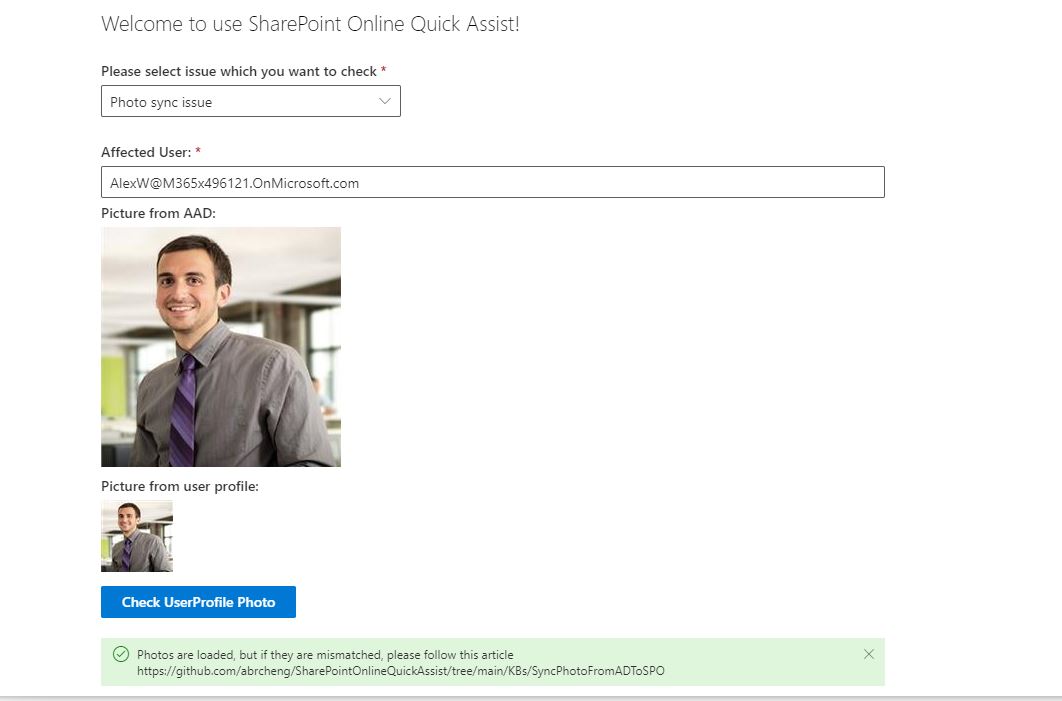 Welcome to use SharePoint Online Quick Assist!
Please select issue which you want to check *
Photo sync issue
Affected User: *
AlexW@M365x496121.OnMicrosoft.com
Picture from AAD:
Picture from user profile:
Check UserProfile Photo
Photos are loaded, but if they are mismatched, please follow this article
https://github.com/abrcheng/SharePointOnlineQuickAssist/tree/main/KBs/SyncPhotoFromADToSPO